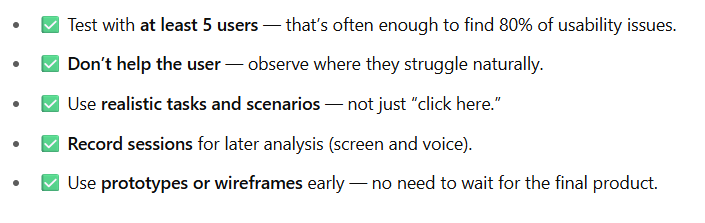 • ✅ Test with at least 5 users — that’s often enough to find 80% of usability issues.
• ✅ Don’t help the user — observe where they struggle naturally.
• ✅ Use realistic tasks and scenarios — not just “click here.”
• ✅ Record sessions for later analysis (screen and voice).
• ✅ Use prototypes or wireframes early — no need to wait for the final product.